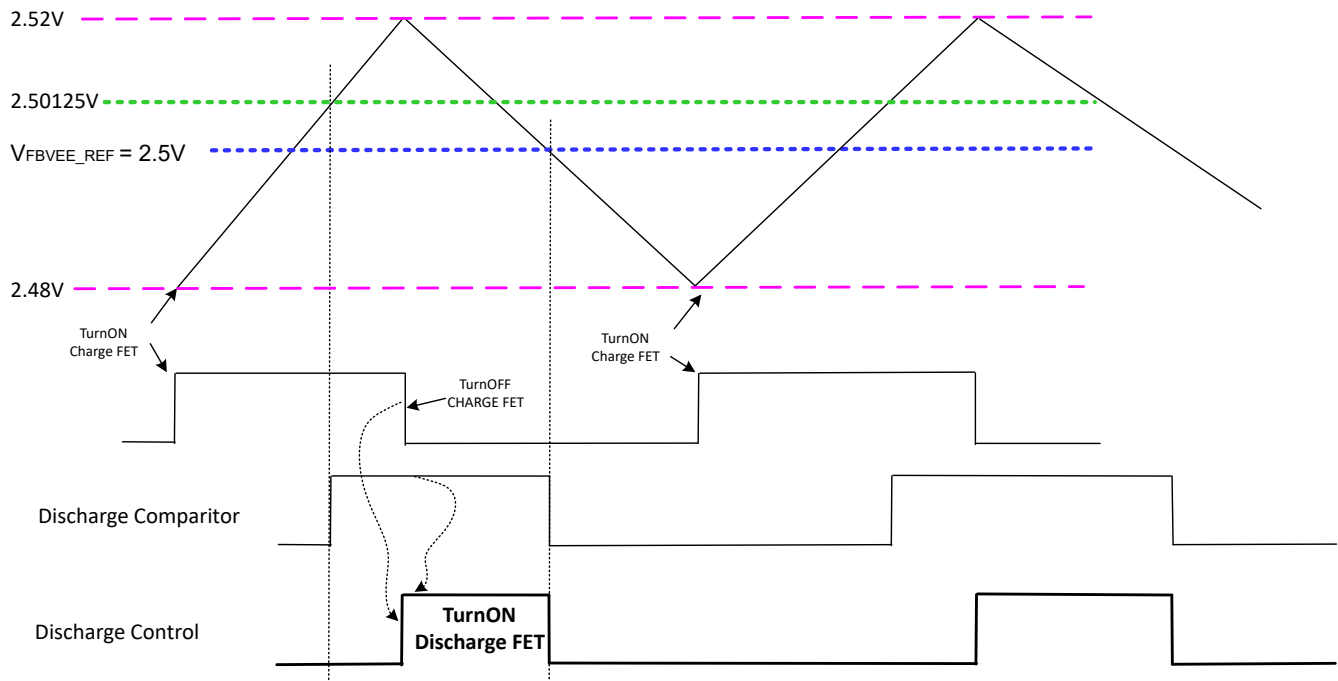 2.52V
2.50125V
VFBVEE_REF = 2.5V
2.48V
TurnON
Charge FET
TurnON
Charge FET
TurnOFF
CHARGE FET
Discharge Comparitor
Discharge Control
TurnON
Discharge FET